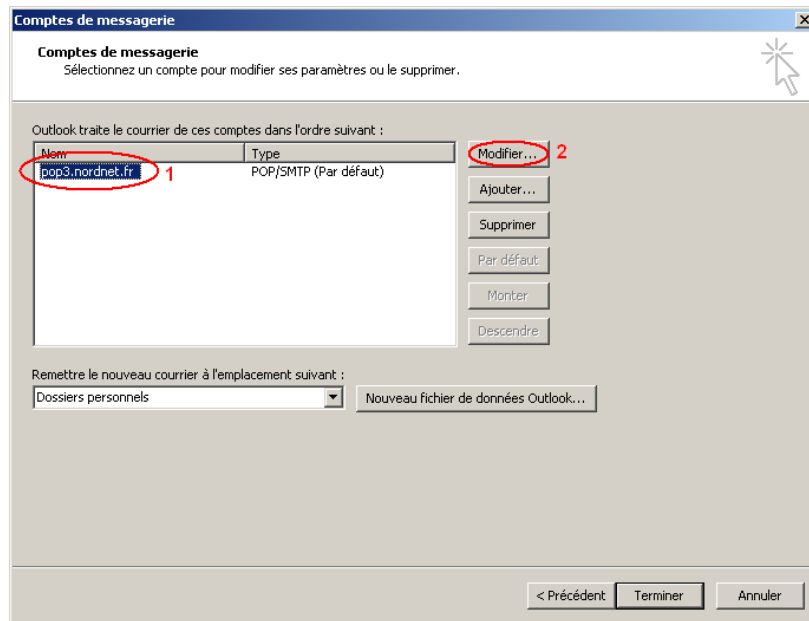 Comptes de messagerie
Comptes de messagerie
Sélectionnez un compte pour modifier ses paramètres ou le supprimer.
Outlook traite le courrier de ces comptes dans l'ordre suivant :
Nom Type
pop3.nordnet.fr 1 POP/SMTP (Par défaut)
Modifier... 2
Ajouter...
Supprimer
Par défaut
Monter
Descendre
Remettre le nouveau courrier à l'emplacement suivant :
Dossiers personnels Nouveau fichier de données Outlook...
< Précédent Terminer Annuler